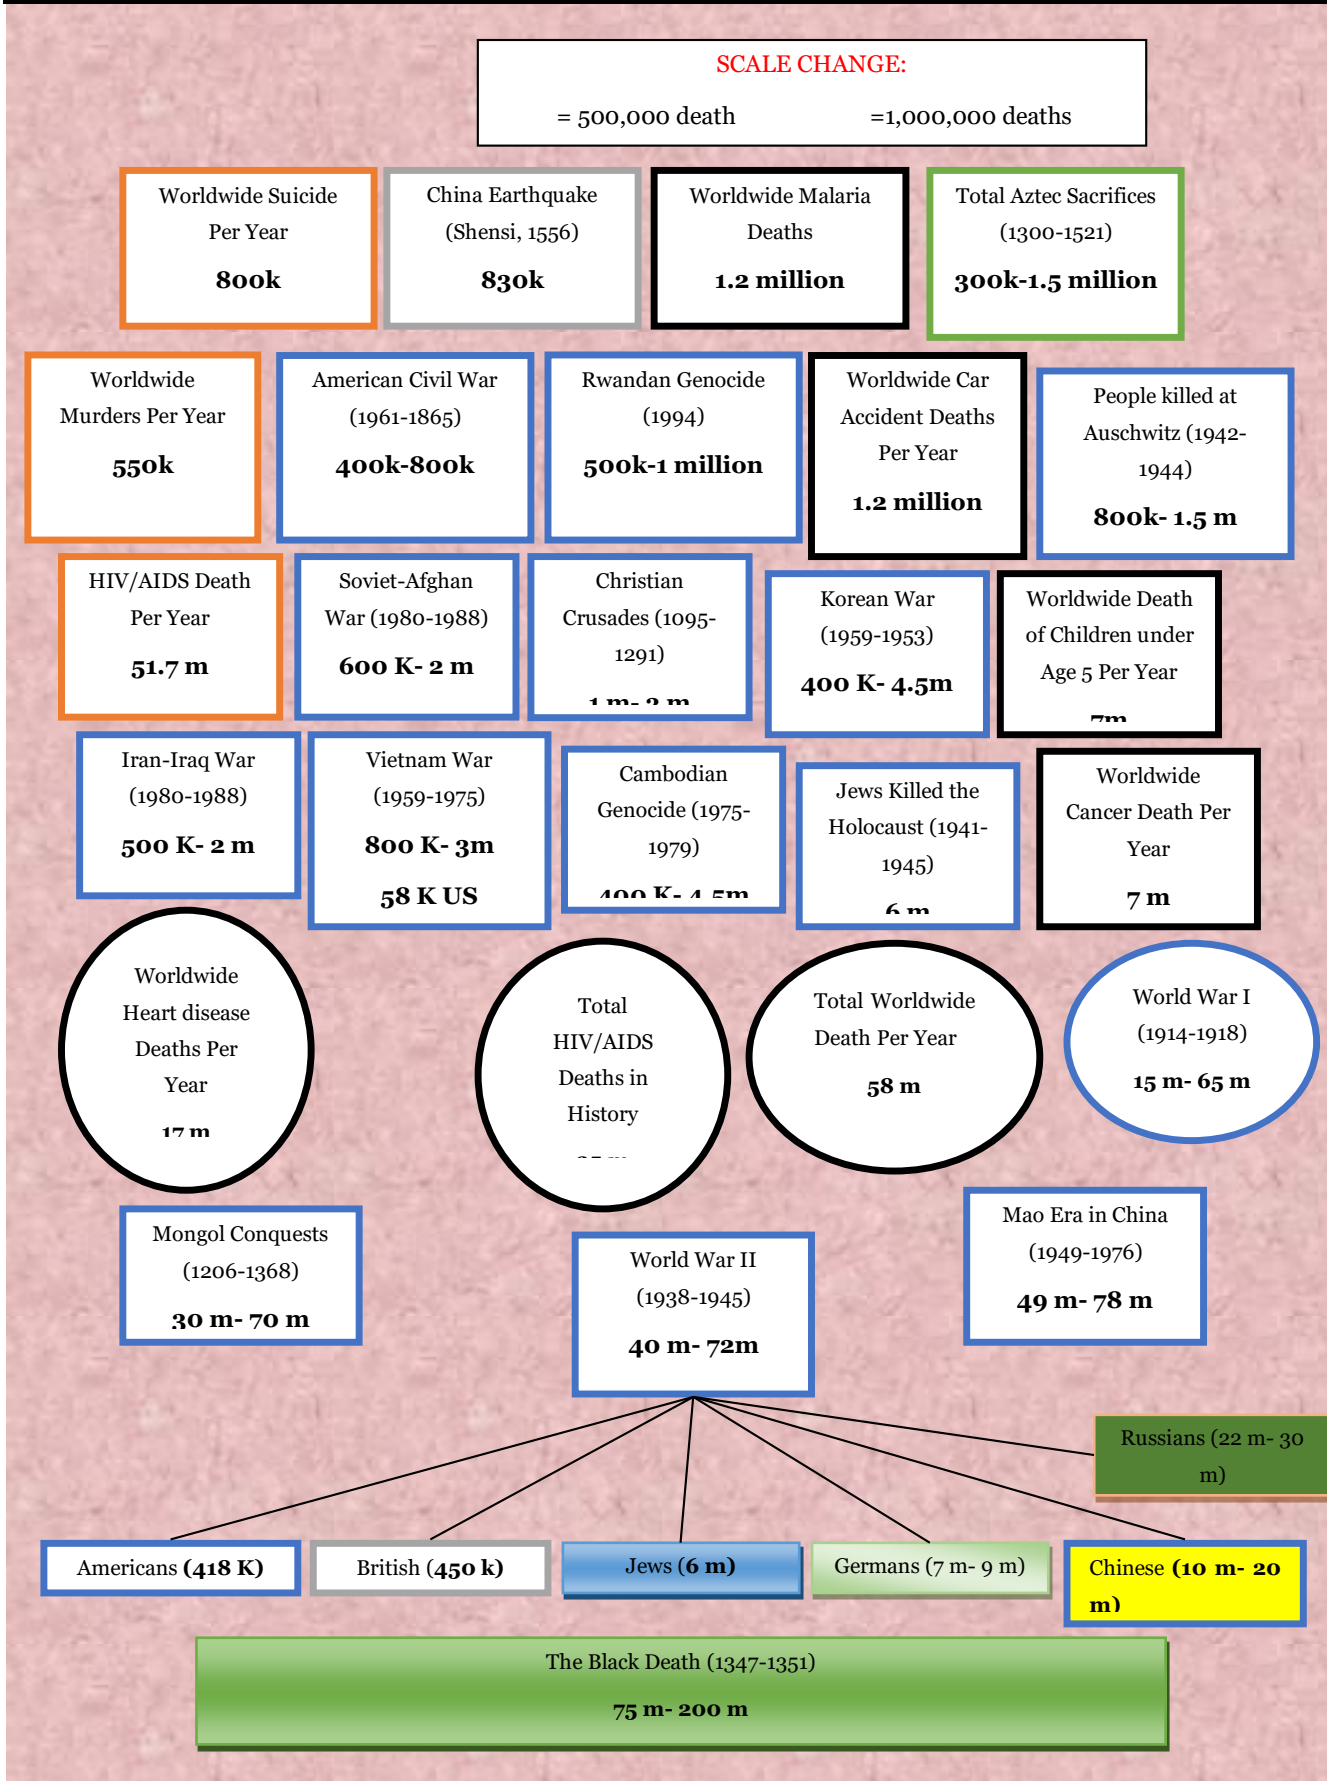 SCALE CHANGE:
= 500,000 death =1,000,000 deaths
Worldwide Suicide
Per Year
800k
China Earthquake
(Shensi, 1556)
830k
Worldwide Malaria
Deaths
1.2 million
Total Aztec Sacrifices
(1300-1521)
300k-1.5 million
Worldwide
Murders Per Year
550k
American Civil War
(1961-1865)
400k-800k
Rwandan Genocide
(1994)
500k-1 million
Worldwide Car
Accident Deaths
Per Year
1.2 million
People killed at
Auschwitz (1942-
1944)
800k- 1.5 m
HIV/AIDS Death
Per Year
51.7 m
Soviet-Afghan
War (1980-1988)
600 K- 2 m
Christian
Crusades (1095-
1291)
1 m- m
Korean War
(1959-1953)
400 K- 4.5m
Worldwide Death
of Children under
Age 5 Per Year
7m
Iran-Iraq War
(1980-1988)
500 K- 2 m
Vietnam War
(1959-1975)
800 K- 3m
58 K US
Cambodian
Genocide (1975-
1979)
400 K- 4.5m
Jews Killed the
Holocaust (1941-
1945)
6 m
Worldwide
Cancer Death Per
Year
7 m
Worldwide
Heart disease
Deaths Per
Year
17 m
Total
HIV/AIDS
Deaths in
History
Total Worldwide
Death Per Year
58 m
World War I
(1914-1918)
15 m- 65 m
Mongol Conquests
(1206-1368)
30 m- 70 m
World War II
(1938-1945)
40 m- 72m
Mao Era in China
(1949-1976)
49 m- 78 m
Russians (22 m- 30
m)
Americans (418 K)
British (450 k)
Jews (6 m)
Germans (7 m- 9 m)
Chinese (10 m- 20
m)
The Black Death (1347-1351)
75 m- 200 m